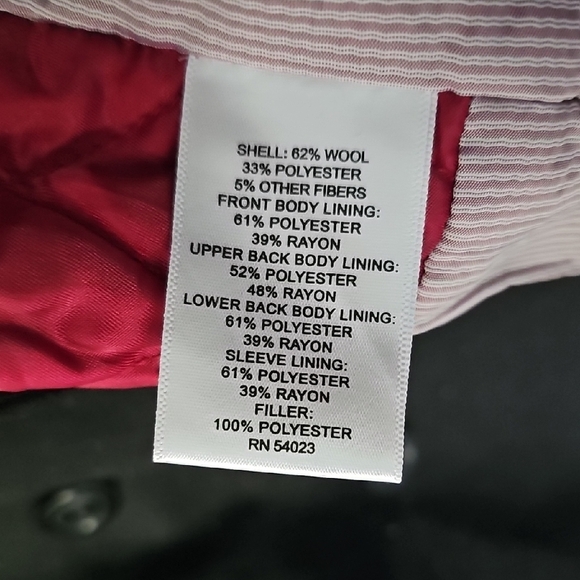 SHELL: 62% WOOL
33% POLYESTER
5% OTHER FIBERS
FRONT BODY LINING:
61% POLYESTER
39% RAYON
UPPER BACK BODY LINING:
52% POLYESTER
48% RAYON
LOWER BACK BODY LINING:
61% POLYESTER
39% RAYON
SLEEVE LINING:
61% POLYESTER
39% RAYON
FILLER:
100% POLYESTER
RN 54023